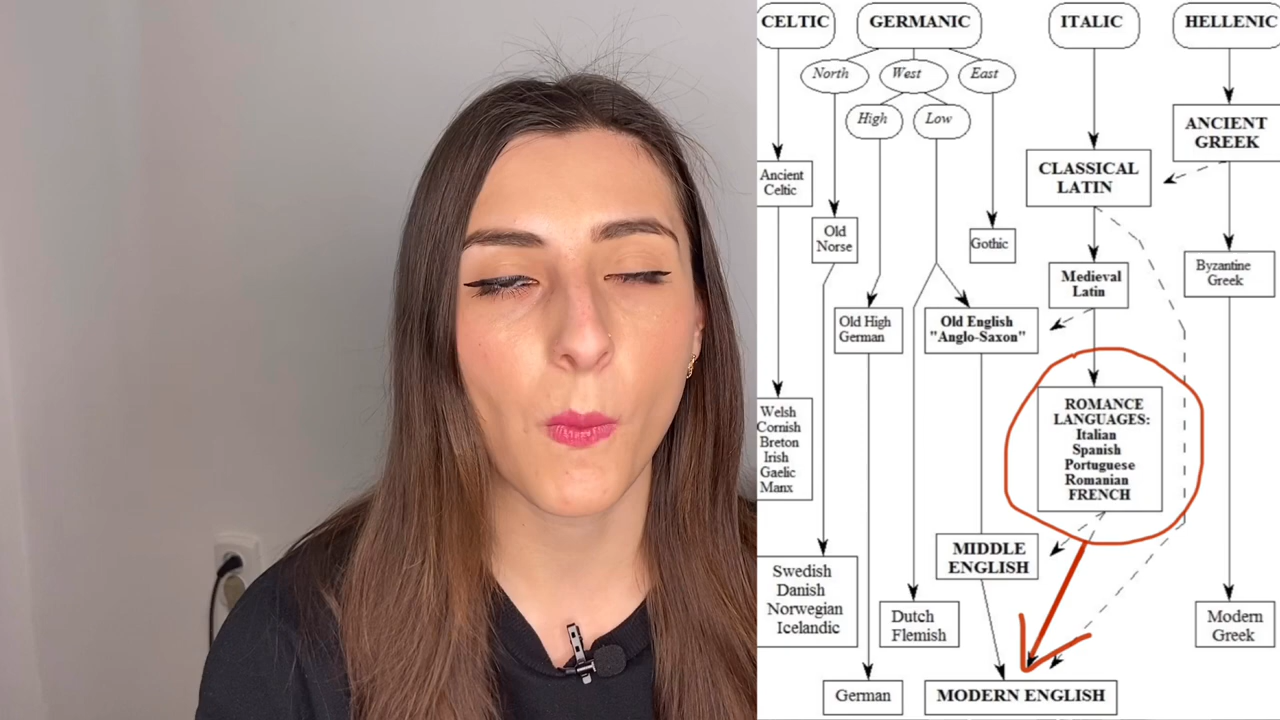 CELTIC
GERMANIC
ITALIC
HELLENIC
North
West
East
High
Low
ANCIENT
GREEK
CLASSICAL
LATIN
Ancient
Celtic
Old
Norse
Gothic
Medieval
Latin
Byzantine
Greek
Old High
German
Old English
"Anglo-Saxon"
ROMANCE
LANGUAGES:
Italian
Spanish
Portuguese
Romanian
FRENCH
Welsh
Cornish
Breton
Irish
Gaelic
Manx
MIDDLE
ENGLISH
Swedish
Danish
Norwegian
Icelandic
Dutch
Flemish
Modern
Greek
German
MODERN ENGLISH